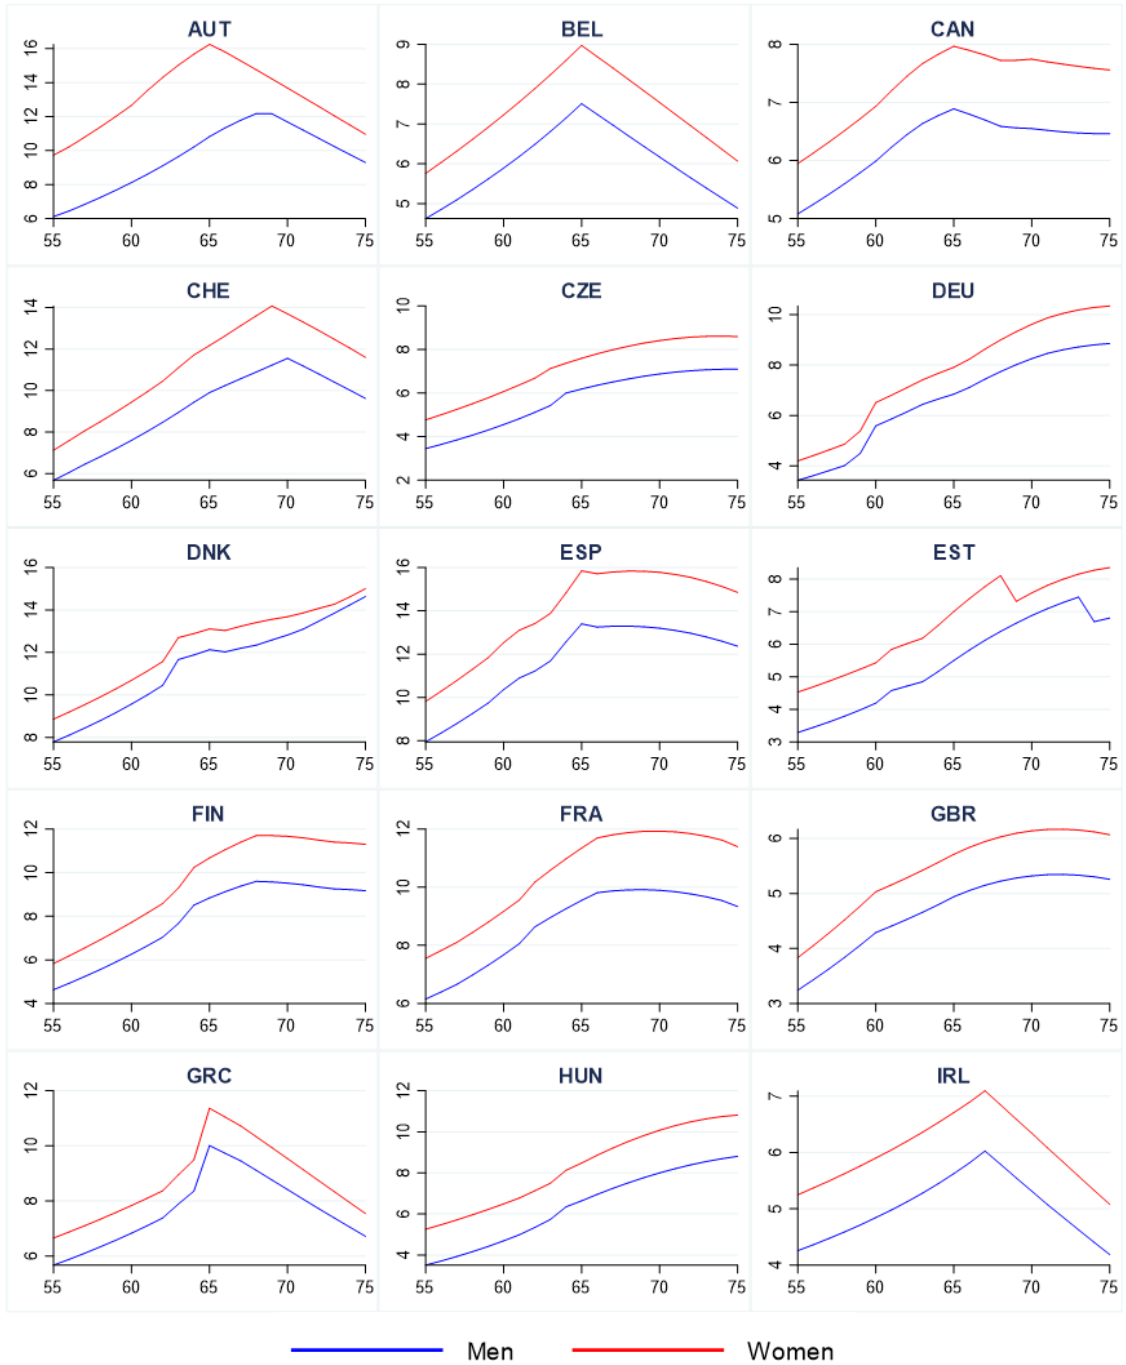 AUT BEL CAN
16 14 12 10 8 6
55 60 65 70 75
9 8 7 6 5
55 60 65 70 75
8 7 6 5
55 60 65 70 75
CHE CZE DEU
14 12 10 8 6
55 60 65 70 75
10 8 6 4 2
55 60 65 70 75
10 8 6 4
55 60 65 70 75
DNK ESP EST
16 14 12 10 8
55 60 65 70 75
16 14 12 10 8
55 60 65 70 75
8 7 6 5 4 3
55 60 65 70 75
FIN FRA GBR
12 10 8 6 4
55 60 65 70 75
12 10 8 6
55 60 65 70 75
6 5 4 3
55 60 65 70 75
GRC HUN IRL
12 10 8 6
55 60 65 70 75
12 10 8 6 4
55 60 65 70 75
7 6 5 4
55 60 65 70 75
Men Women